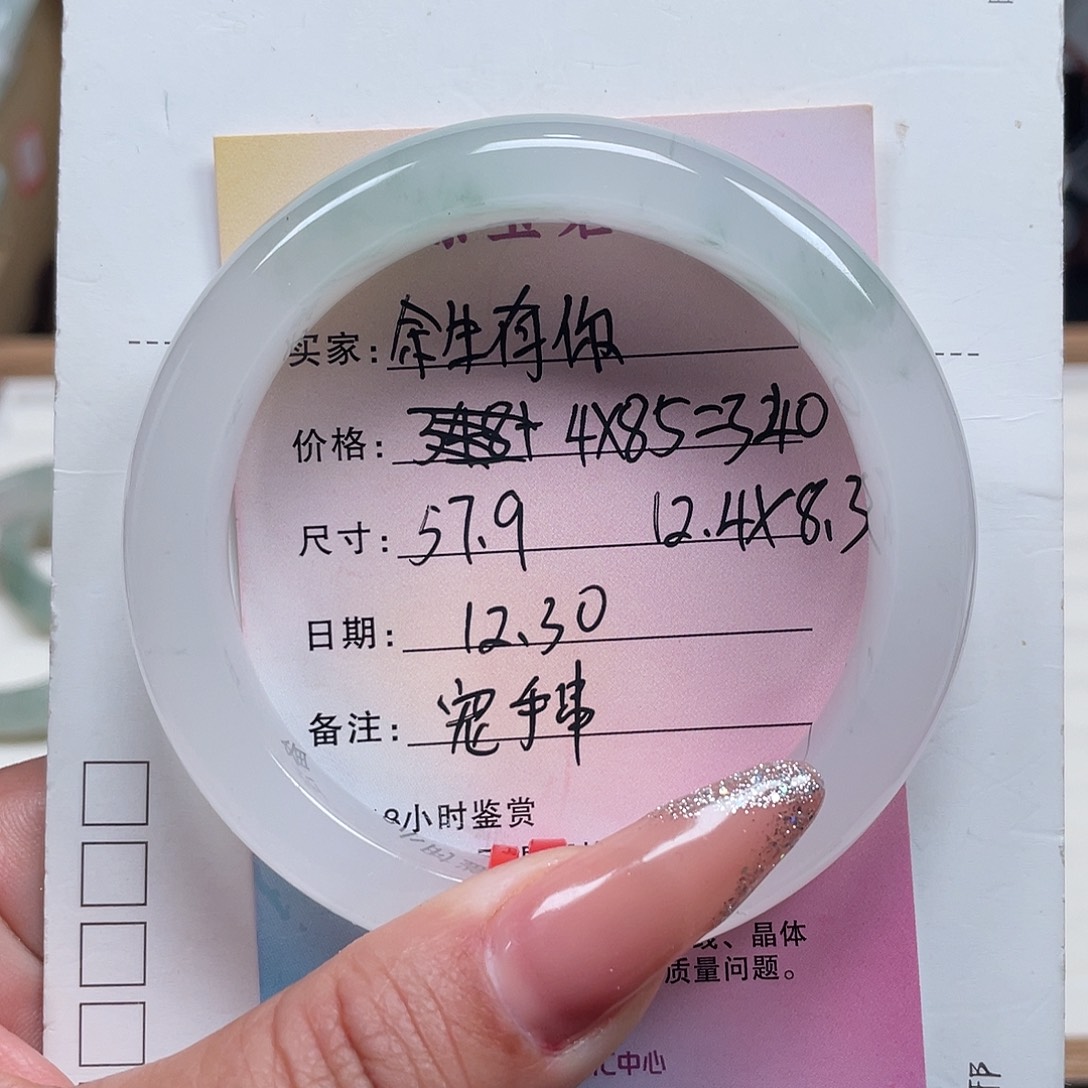 买家: 余生有你
价格: 4X85=340
尺寸: 57.9 12.4X8.3
日期: 12.30
备注: 宠手串
8小时鉴赏
、晶体
质量问题。
汇中心